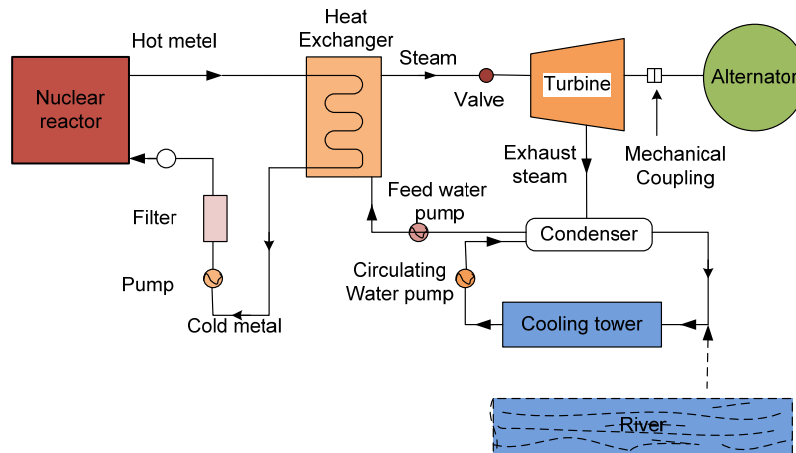 Heat
Exchanger
Hot metel
Steam
Nuclear
reactor
Valve
Turbine
Alternator
Mechanical
Coupling
Exhaust
steam
Feed water
pump
Filter
Condenser
Pump
Circulating
Water pump
Cold metal
Cooling tower
River